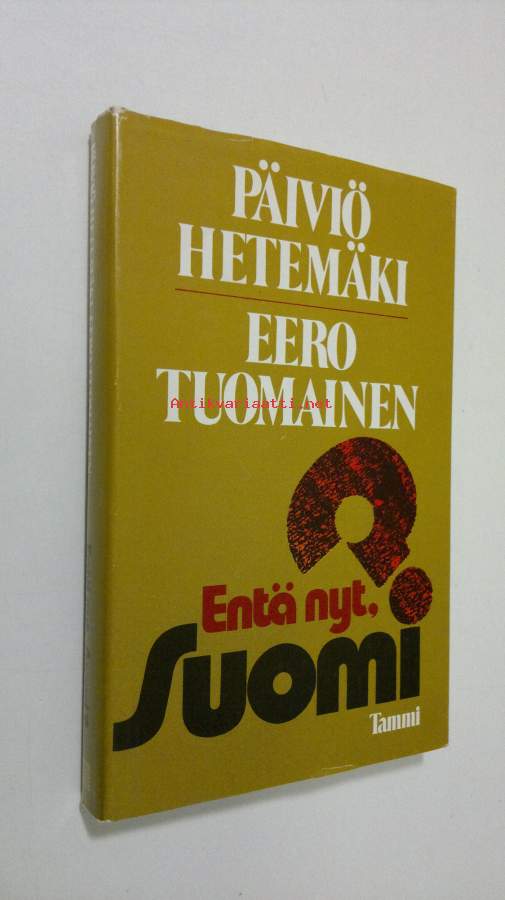 PÄIVIÖ
HETEMÄKI
EERO
TUOMAINEN
Antikvariaatti.net
Entä nyt,
Suomi?
Tammi